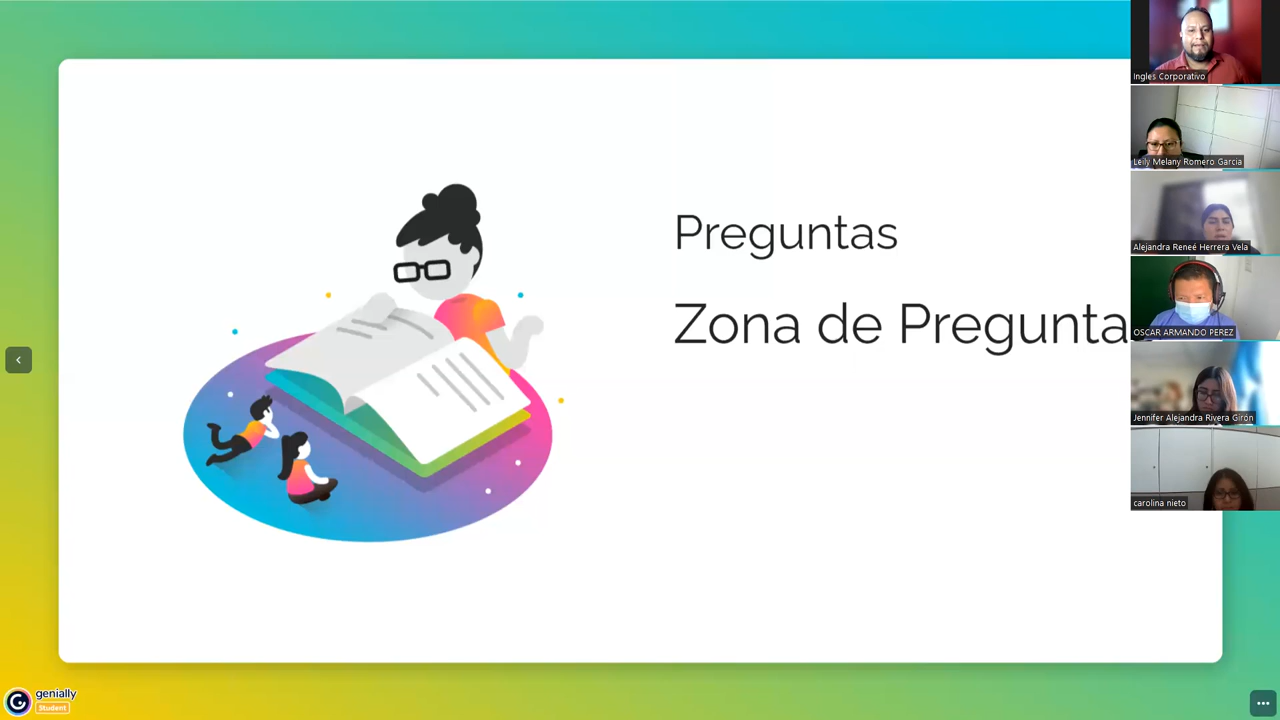 Preguntas
Zona de Pregunta
Ingles Corporativo
Leily Melany Romero Garcia
Alejandra Reneé Herrera Vela
OSCAR ARMANDO PEREZ
Jennifer Alejandra Rivera Girón
carolina nieto
genially
Student